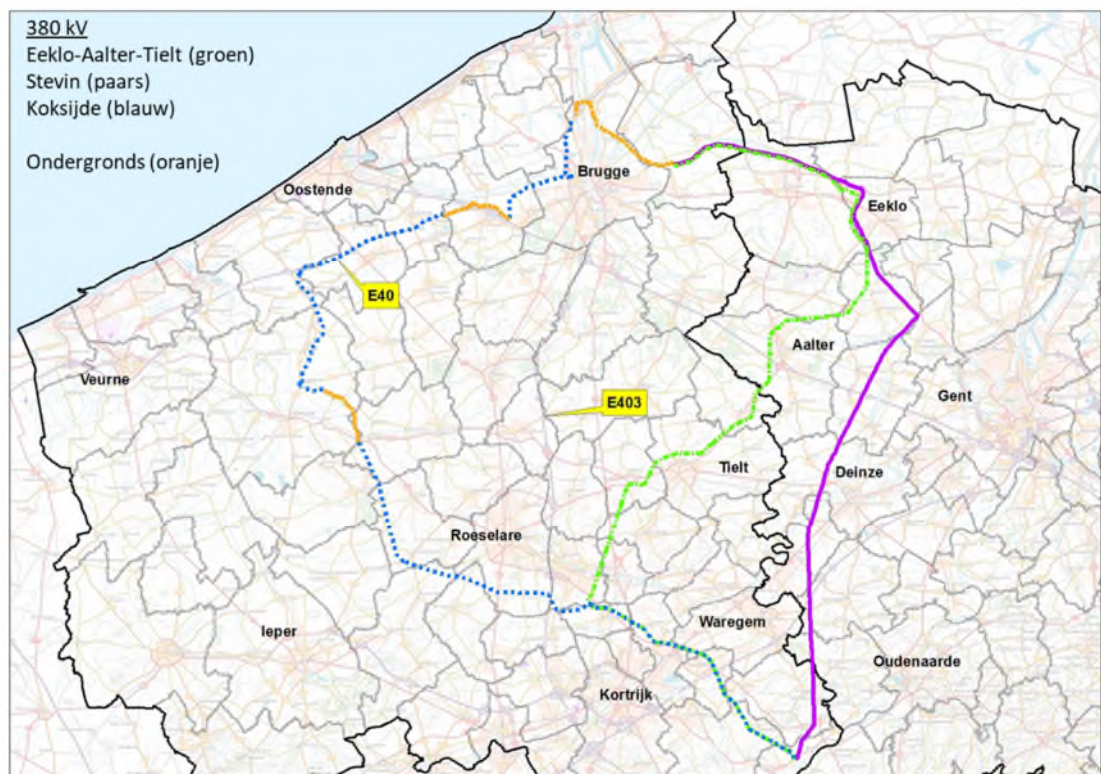 380 kV
Eeklo-Aalter-Tielt (groen)
Stevin (paars)
Koksijde (blauw)
Ondergronds (oranje)
Brugge
Oostende
Eeklo
E40
Aalter
Veurne
Gent
E403
Tielt
Deinze
Roeselare
Ieper
Waregem
Oudenaarde
Kortrijk